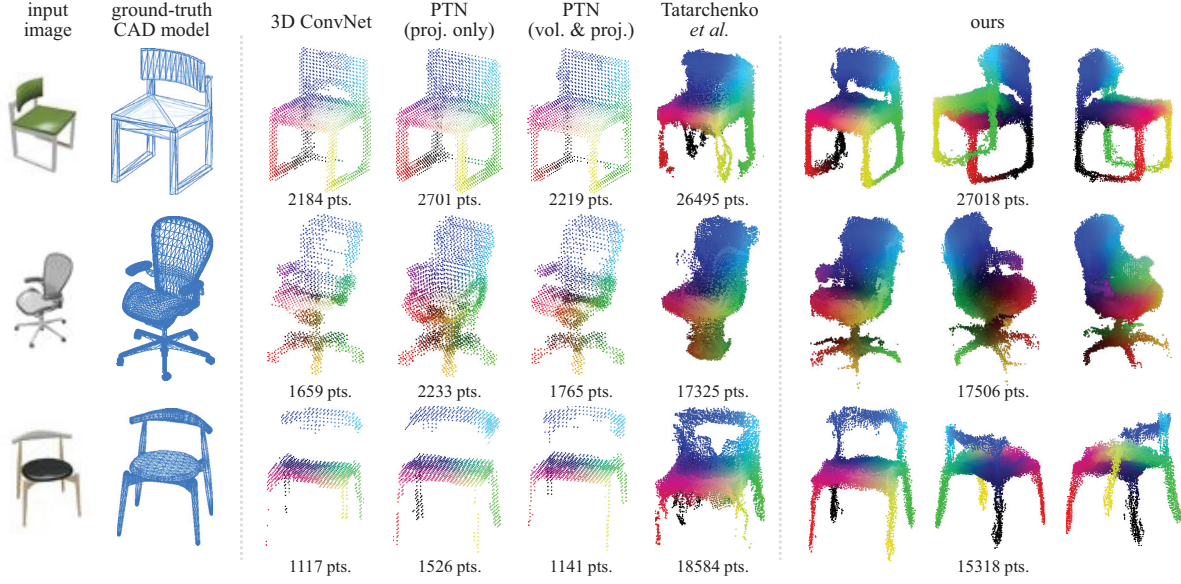 input image
ground-truth CAD model
3D ConvNet
PTN (proj. only)
PTN (vol. & proj.)
Tatarchenko et al.
ours
2184 pts.
2701 pts.
2219 pts.
26495 pts.
27018 pts.
1659 pts.
2233 pts.
1765 pts.
17325 pts.
17506 pts.
1117 pts.
1526 pts.
1141 pts.
18584 pts.
15318 pts.